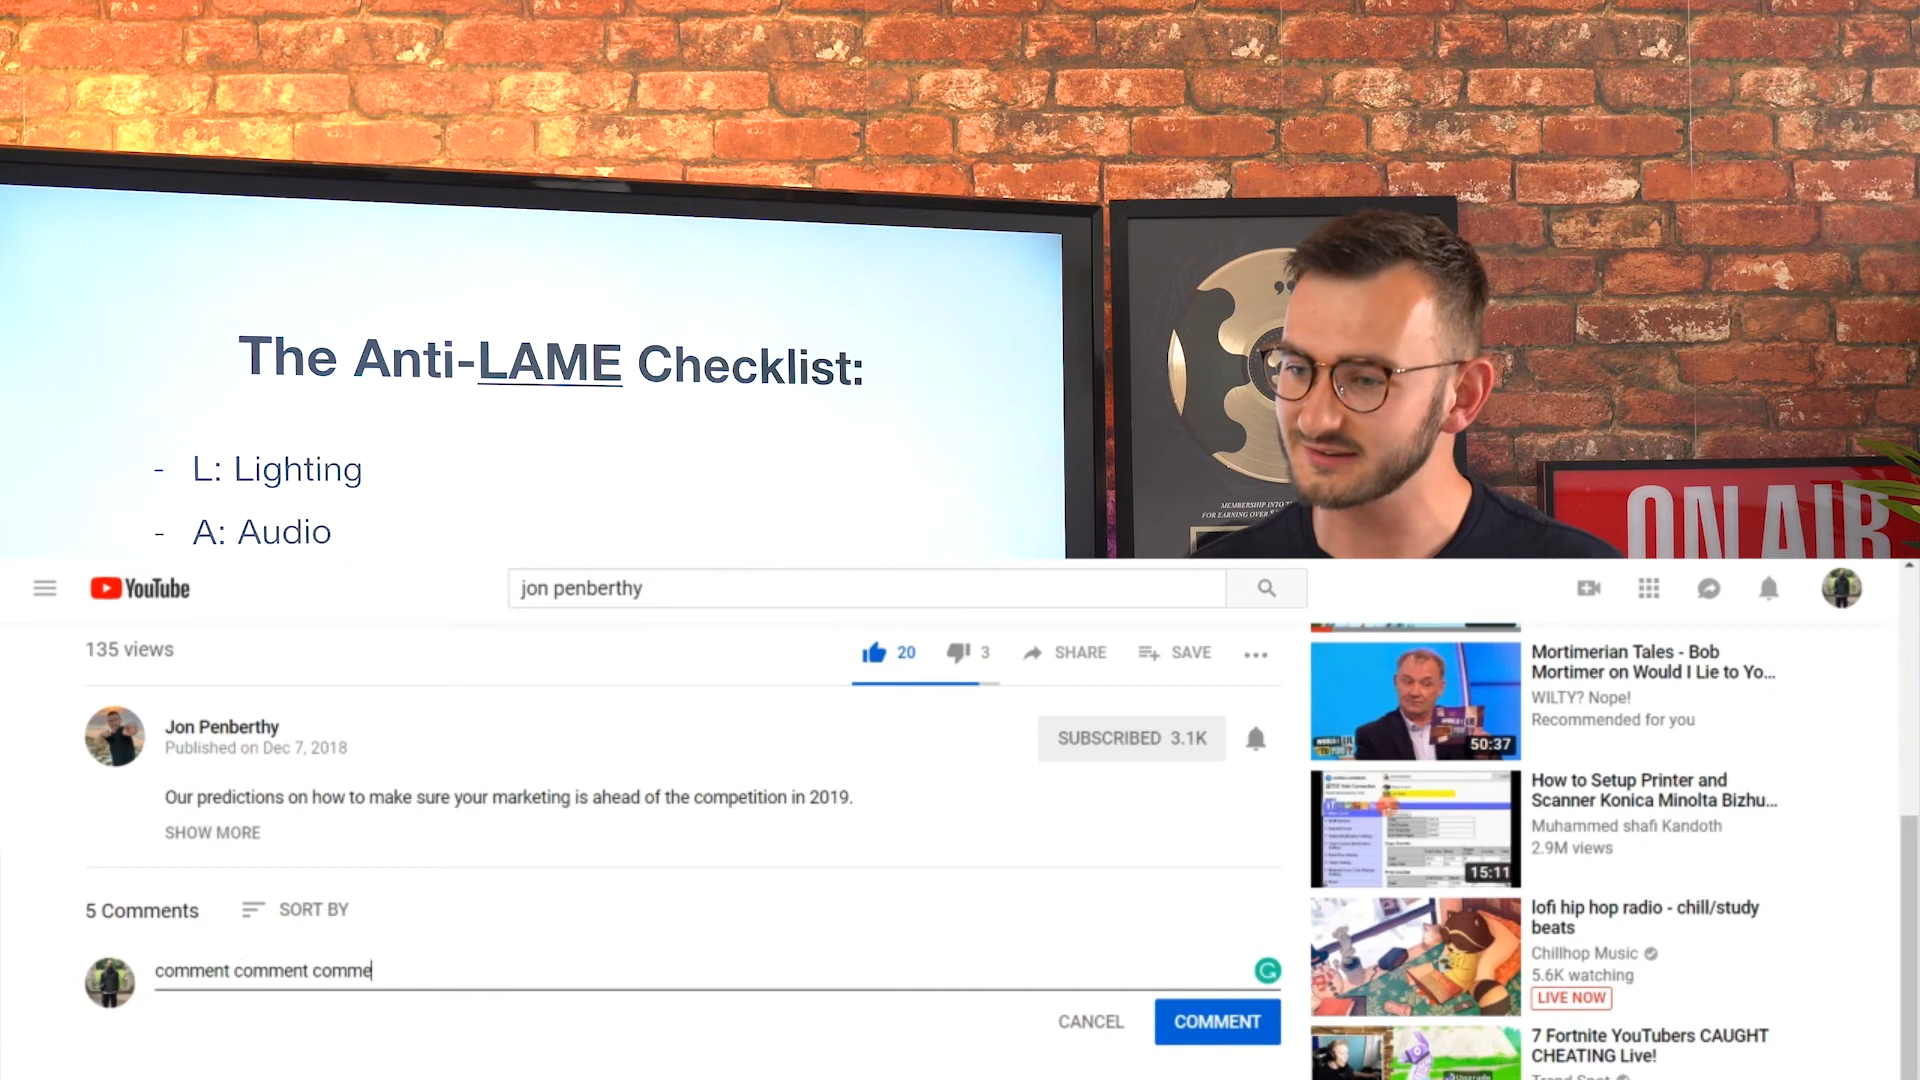 The Anti-LAME Checklist:
- L: Lighting
- A: Audio
MEMBERSHIP INTO
FOR EARNING OVER
ON AIR
YouTube
jon penberthy
135 views
20
3
SHARE
SAVE
Jon Penberthy
Published on Dec 7, 2018
SUBSCRIBED 3.1K
Our predictions on how to make sure your marketing is ahead of the competition in 2019.
SHOW MORE
5 Comments
SORT BY
comment comment comme
CANCEL
COMMENT
50:37
Mortimerian Tales - Bob
Mortimer on Would I Lie to Yo...
WILTY? Nope!
Recommended for you
15:11
How to Setup Printer and
Scanner Konica Minolta Bizhu...
Muhammed shafi Kandoth
2.9M views
lofi hip hop radio - chill/study
beats
Chillhop Music
5.6K watching
LIVE NOW
7 Fortnite YouTubers CAUGHT
CHEATING Live!